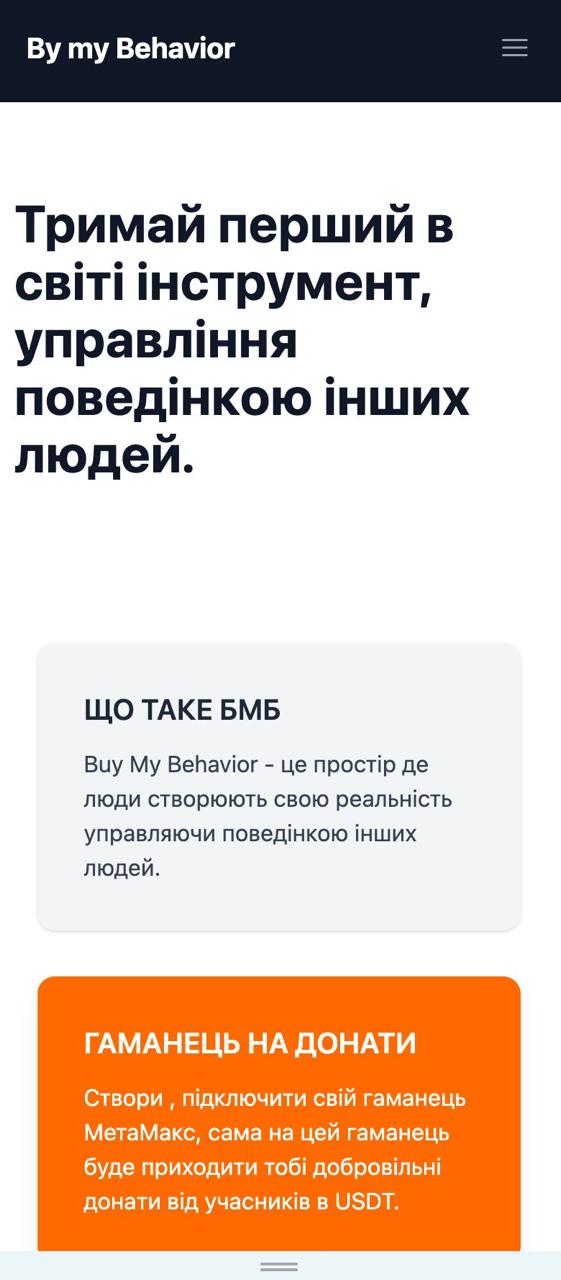 By my Behavior
Тримай перший в
світі інструмент,
управління
поведінкою інших
людей.
ЩО ТАКЕ БМБ
Buy My Behavior - це простір де
люди створюють свою реальність
управляючи поведінкою інших
людей.
ГАМАНЕЦЬ НА ДОНАТИ
Створи , підключити свій гаманець
МетаМакс, сама на цей гаманець
буде приходити тобі добровільні
донати від учасників в USDT.